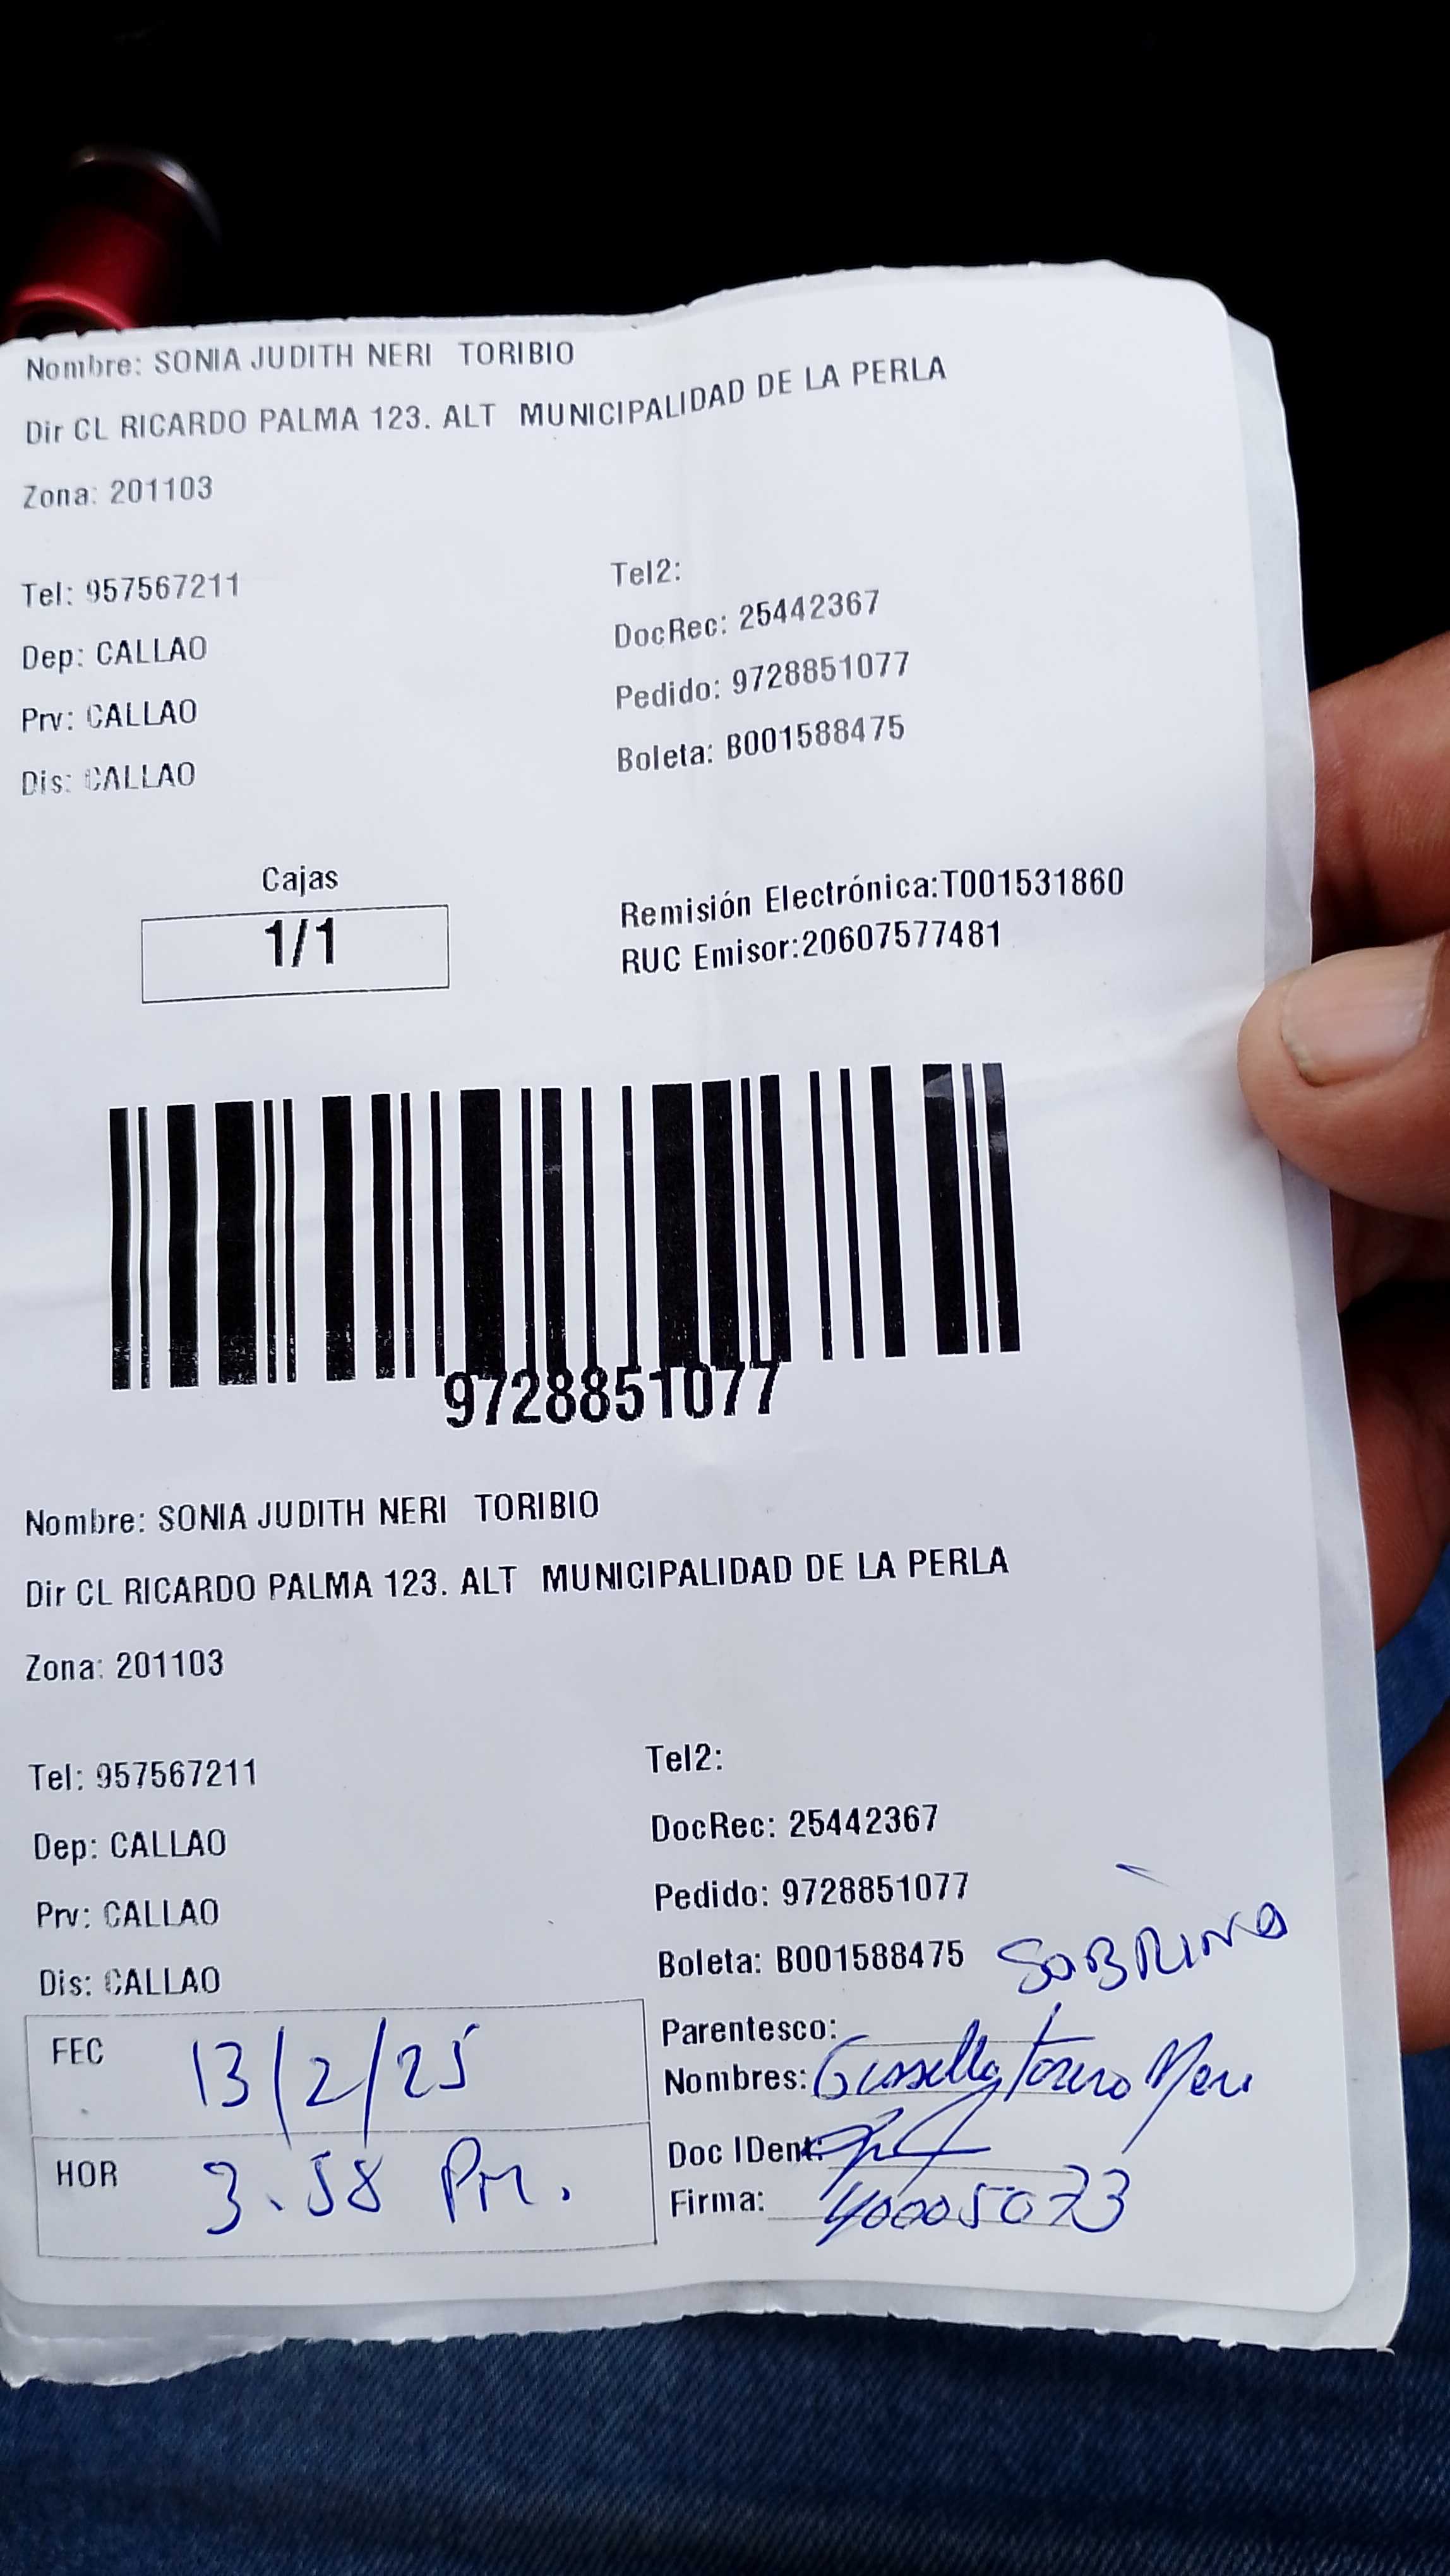 Nombre: SONIA JUDITH NERI TORIBIO
Dir CL RICARDO PALMA 123. ALT MUNICIPALIDAD DE LA PERLA
Zona: 201103
Tel: 957567211
Tel2:
Dep: CALLAO
DocRec: 25442367
Prv: CALLAO
Pedido: 9728851077
Dis: CALLAO
Boleta: B001588475
Cajas
1/1
Remisión Electrónica:T001531860
RUC Emisor:20607577481
9728851077
Nombre: SONIA JUDITH NERI TORIBIO
Dir CL RICARDO PALMA 123. ALT MUNICIPALIDAD DE LA PERLA
Zona: 201103
Tel: 957567211
Tel2:
Dep: CALLAO
DocRec: 25442367
Prv: CALLAO
Pedido: 9728851077
Dis: CALLAO
Boleta: B001588475
SOBRINA
FEC 13/2/25
Parentesco:
Nombres: Gissella
HOR 3.58 Pm.
Doc IDent:
Firma: 40005073